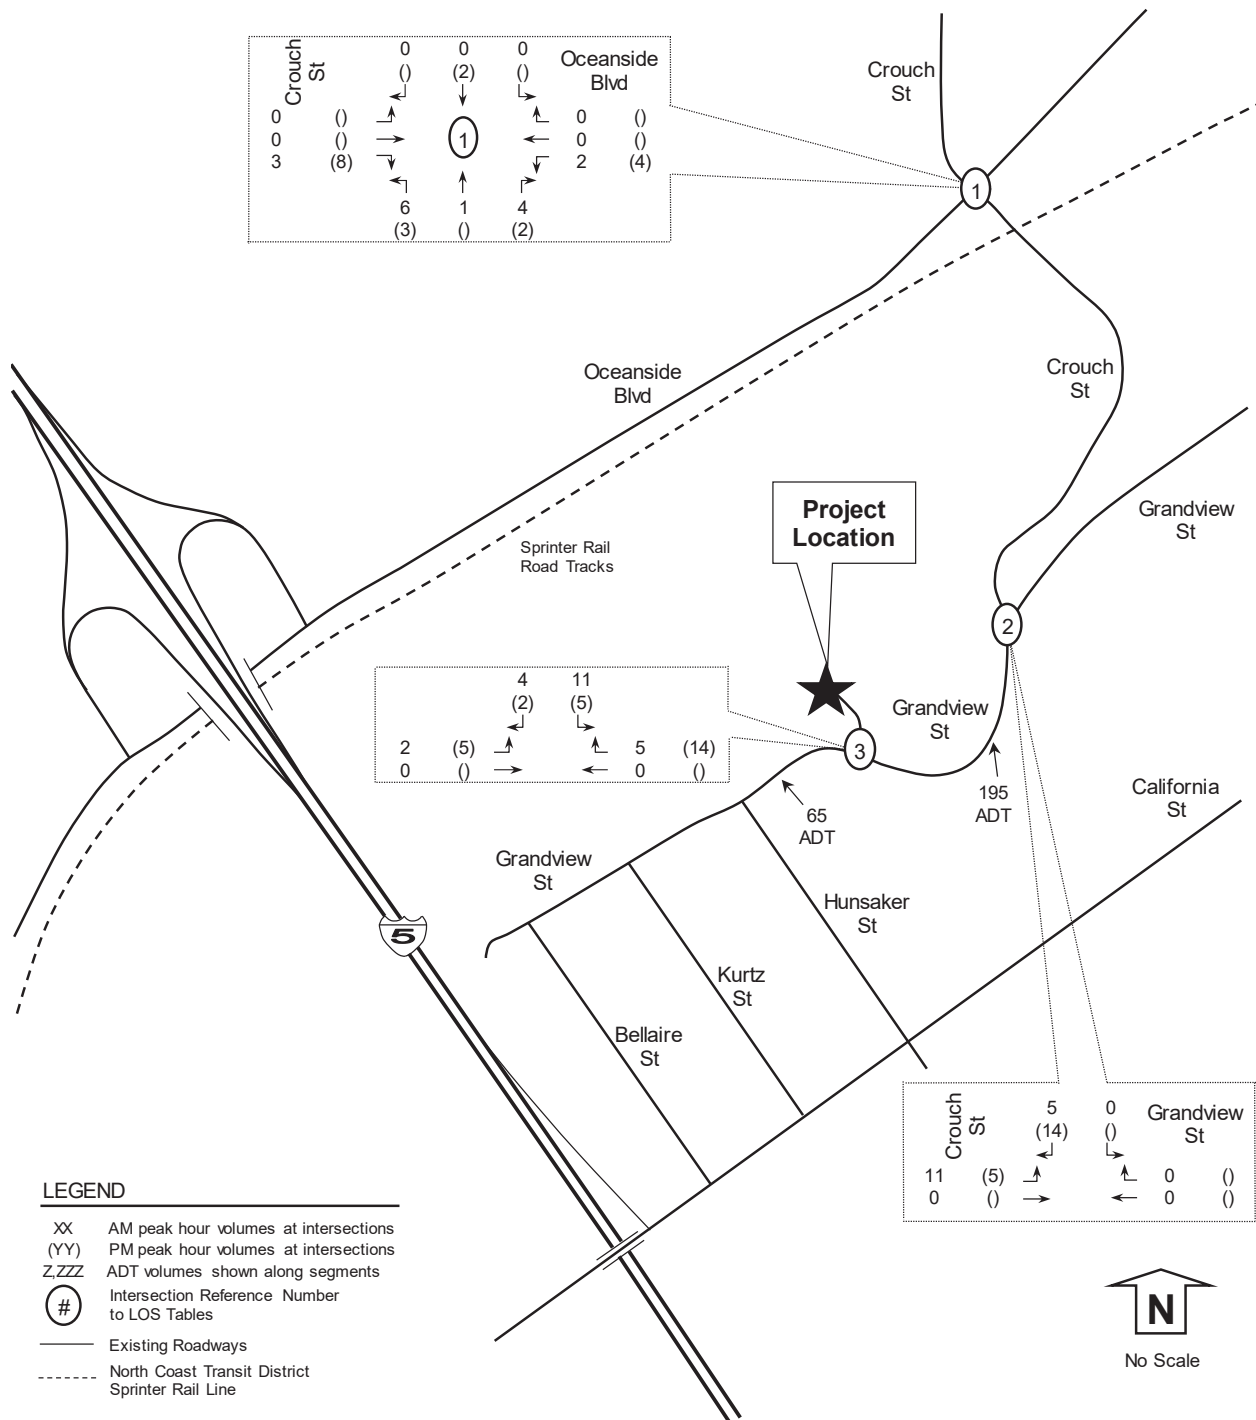 Crouch
St
0 0 0
() (2) ()
Oceanside
Blvd
0 () 0 ()
0 () 1 0 ()
3 (8) 2 (4)
6 1 4
(3) () (2)
Crouch
St
1
Oceanside
Blvd
Crouch
St
Project
Location
Grandview
St
Sprinter Rail
Road Tracks
2
4 11
(2) (5)
2 (5) 5 (14)
0 () 0 ()
Grandview
St
3
195
ADT
65
ADT
California
St
Grandview
St
Hunsaker
St
5
Kurtz
St
Bellaire
St
Crouch
St
5 0
(14) ()
Grandview
St
11 (5) 0 ()
0 () 0 ()
LEGEND
XX AM peak hour volumes at intersections
(YY) PM peak hour volumes at intersections
Z,ZZZ ADT volumes shown along segments
# Intersection Reference Number
to LOS Tables
Existing Roadways
North Coast Transit District
Sprinter Rail Line
N
No Scale